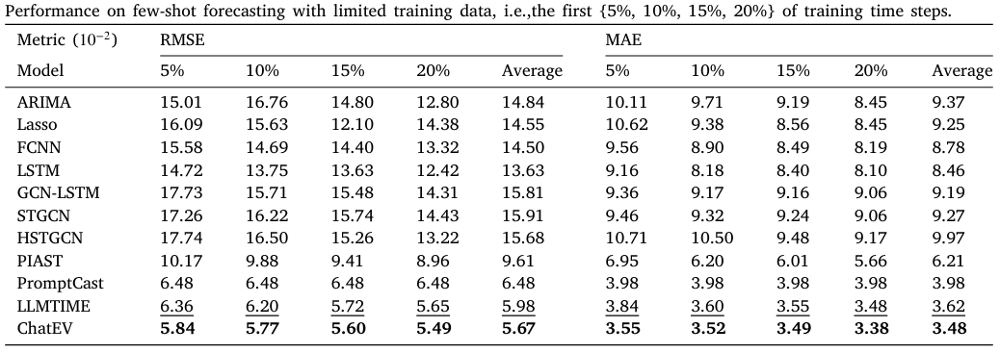 Performance on few-shot forecasting with limited training data, i.e.,the first {5%, 10%, 15%, 20%} of training time steps.
Metric (10⁻²) RMSE MAE
Model 5% 10% 15% 20% Average 5% 10% 15% 20% Average
ARIMA 15.01 16.76 14.80 12.80 14.84 10.11 9.71 9.19 8.45 9.37
Lasso 16.09 15.63 12.10 14.38 14.55 10.62 9.38 8.56 8.45 9.25
FCNN 15.58 14.69 14.40 13.32 14.50 9.56 8.90 8.49 8.19 8.78
LSTM 14.72 13.75 13.63 12.42 13.63 9.16 8.18 8.40 8.10 8.46
GCN-LSTM 17.73 15.71 15.48 14.31 15.81 9.36 9.17 9.16 9.06 9.19
STGCN 17.26 16.22 15.74 14.43 15.91 9.46 9.32 9.24 9.06 9.27
HSTGCN 17.74 16.50 15.26 13.22 15.68 10.71 10.50 9.48 9.17 9.97
PIAST 10.17 9.88 9.41 8.96 9.61 6.95 6.20 6.01 5.66 6.21
PromptCast 6.48 6.48 6.48 6.48 6.48 3.98 3.98 3.98 3.98 3.98
LLMTIME 6.36 6.20 5.72 5.65 5.98 3.84 3.60 3.55 3.48 3.62
ChatEV 5.84 5.77 5.60 5.49 5.67 3.55 3.52 3.49 3.38 3.48